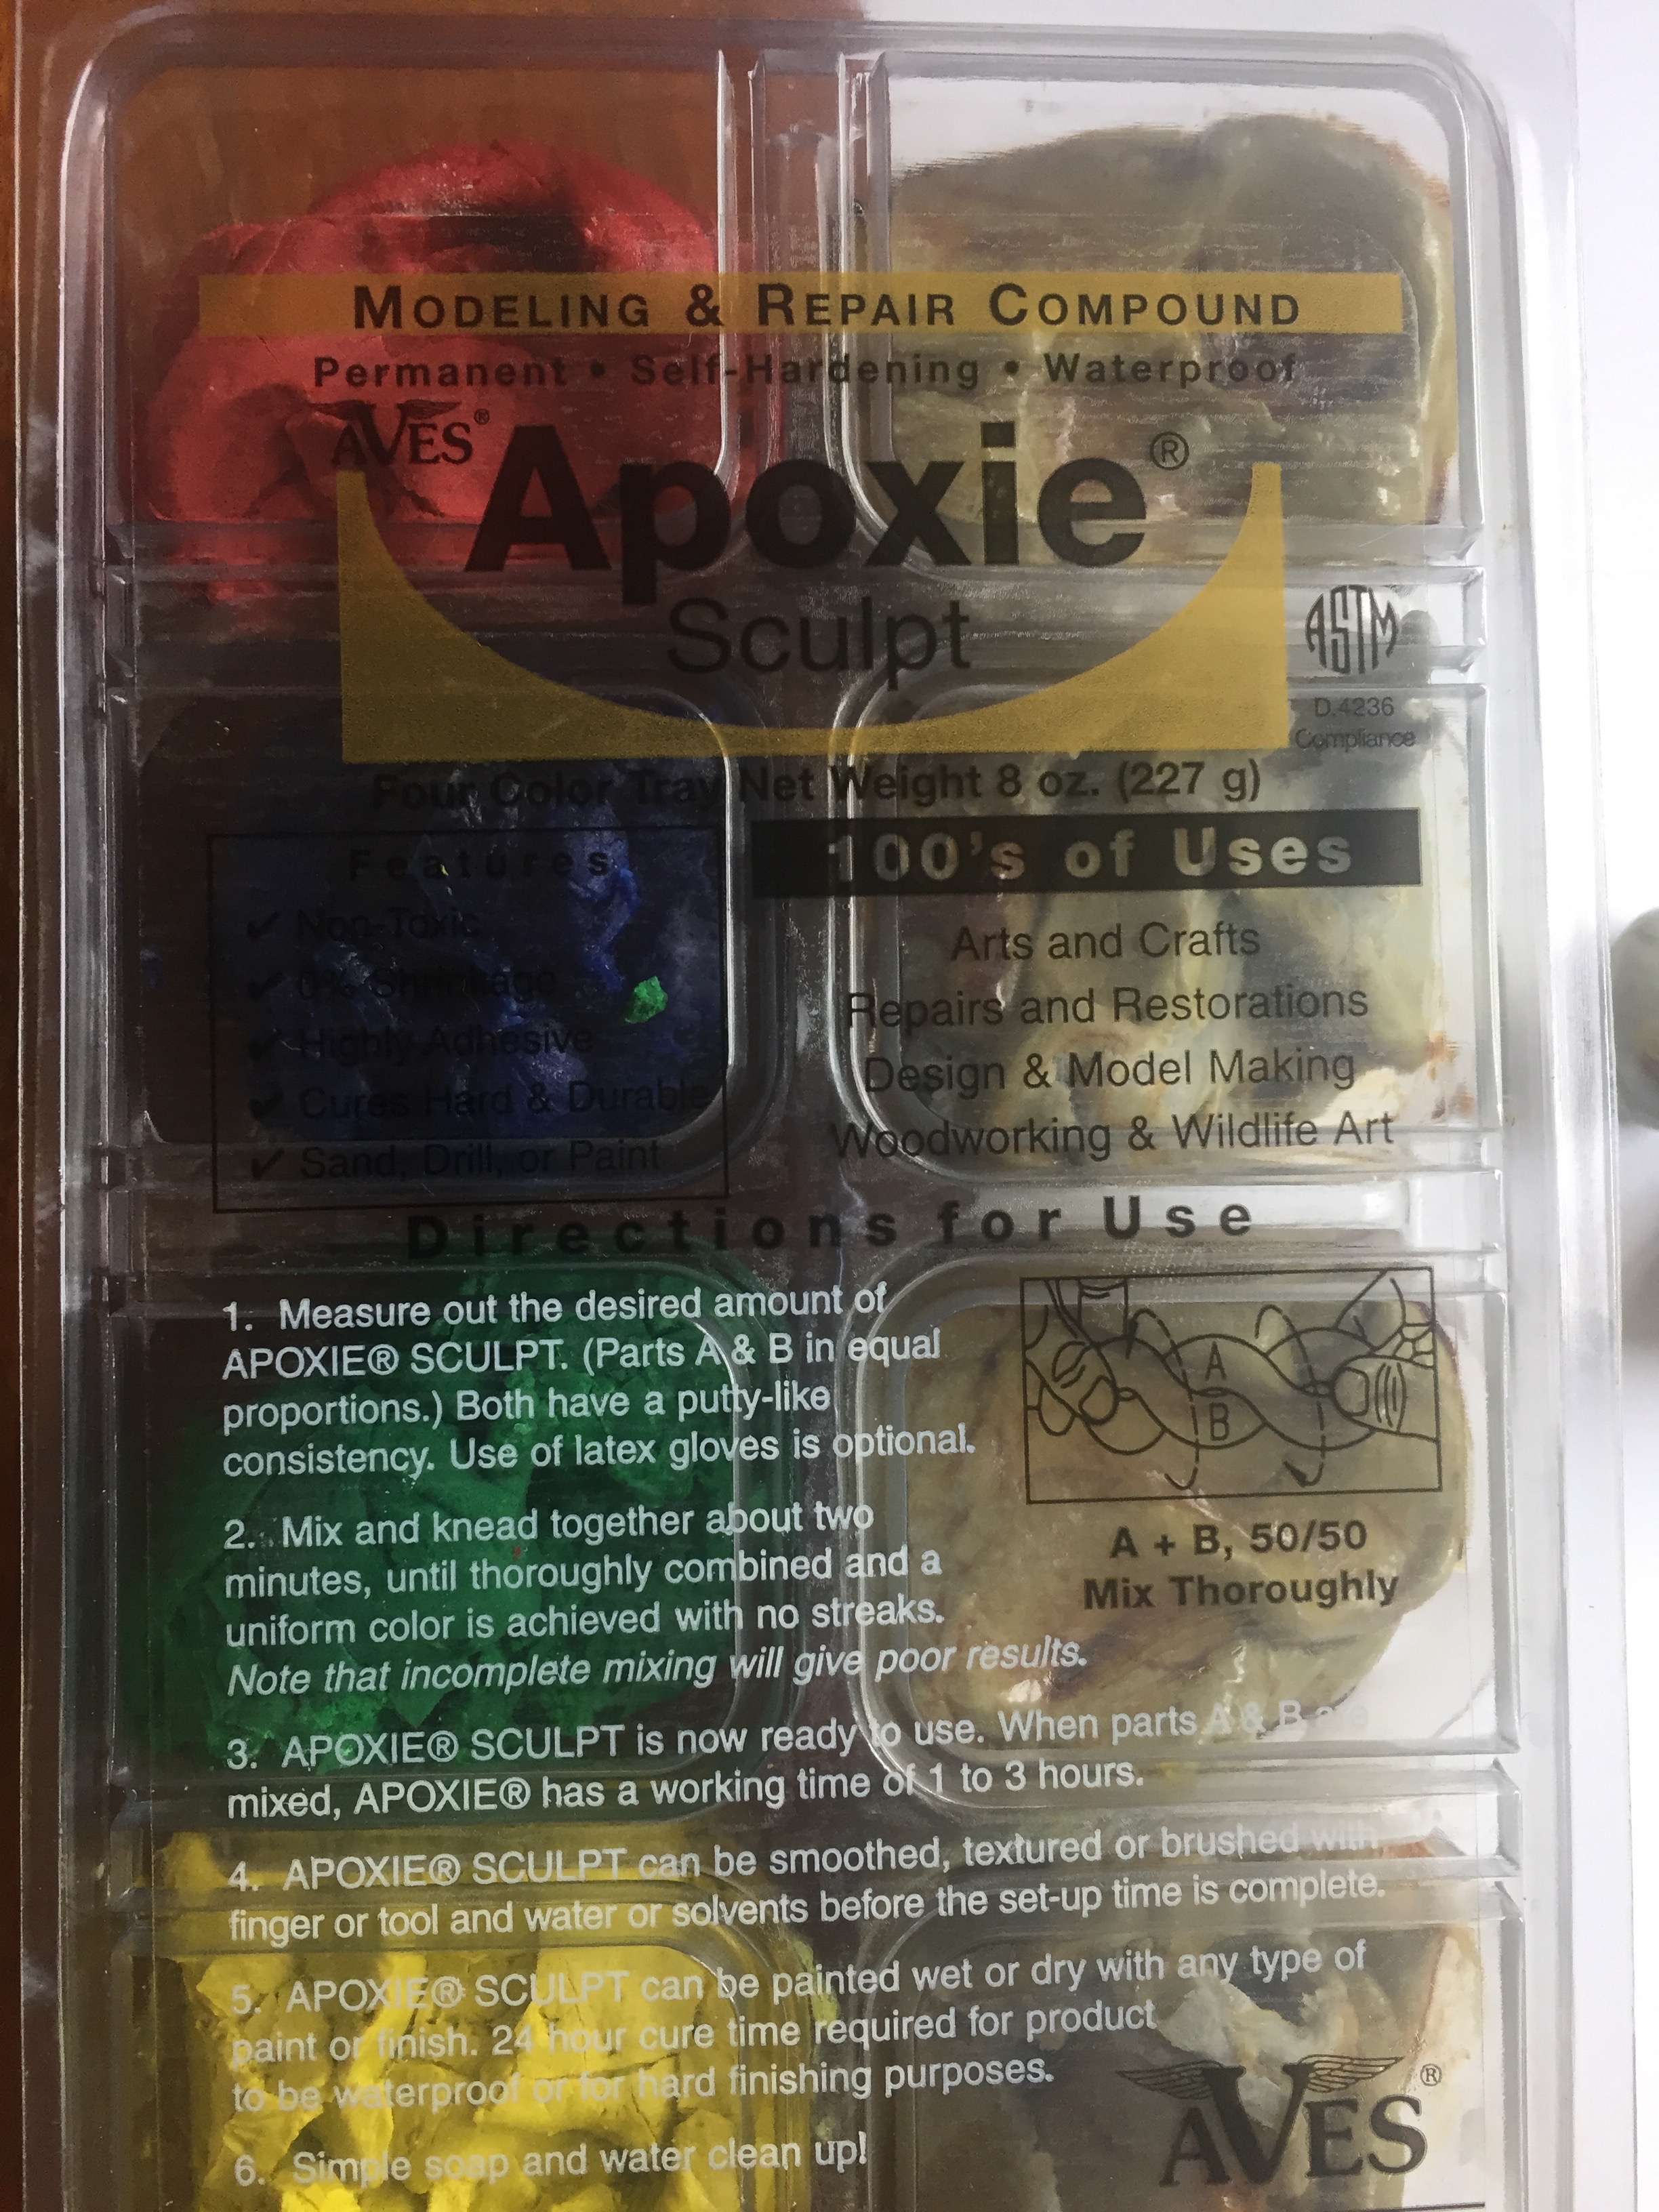 MODELING & REPAIR COMPOUND
Permanent • Self-Hardening • Waterproof
AVES®
Apoxie®
Sculpt
ASTM
D.4236
Compliance
Four Color Tray Net Weight 8 oz. (227 g)
Features
✔ Non-Toxic
✔ 0% Shrinkage
✔ Highly Adhesive
✔ Cures Hard & Durable
✔ Sand, Drill, or Paint
100's of Uses
Arts and Crafts
Repairs and Restorations
Design & Model Making
Woodworking & Wildlife Art
Directions for Use
1. Measure out the desired amount of
APOXIE® SCULPT. (Parts A & B in equal
proportions.) Both have a putty-like
consistency. Use of latex gloves is optional.
A
B
A + B, 50/50
Mix Thoroughly
2. Mix and knead together about two
minutes, until thoroughly combined and a
uniform color is achieved with no streaks.
Note that incomplete mixing will give poor results.
3. APOXIE® SCULPT is now ready to use. When parts A & B are
mixed, APOXIE® has a working time of 1 to 3 hours.
4. APOXIE® SCULPT can be smoothed, textured or brushed with
finger or tool and water or solvents before the set-up time is complete.
5. APOXIE® SCULPT can be painted wet or dry with any type of
paint or finish. 24 hour cure time required for product
to be waterproof or for hard finishing purposes.
6. Simple soap and water clean up!
AVES®